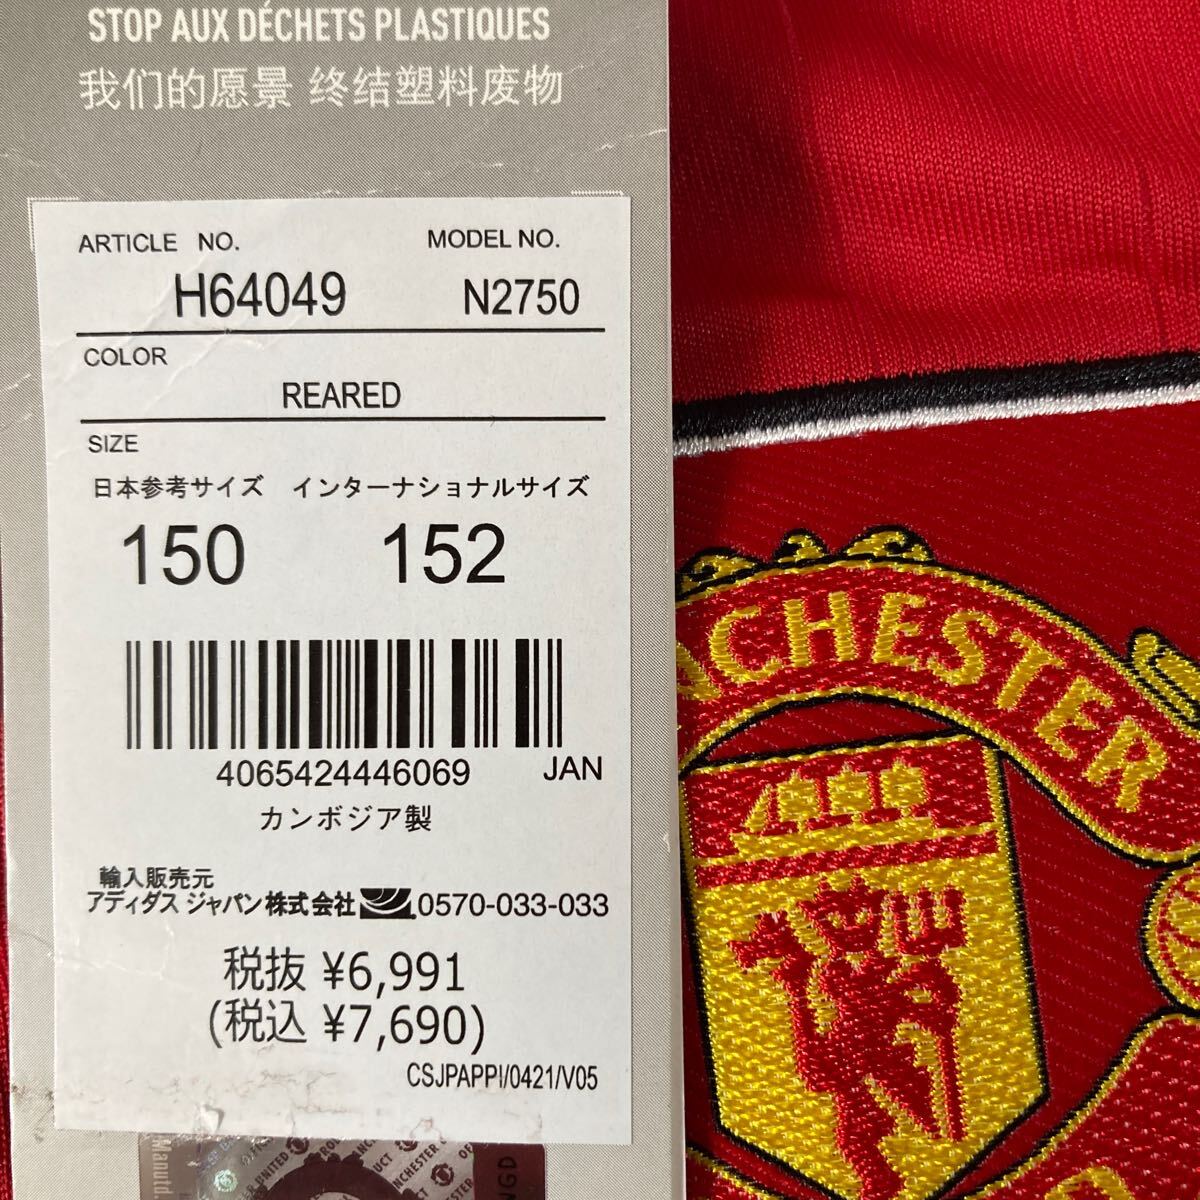 STOP AUX DÉCHETS PLASTIQUES
我们的愿景 终结塑料废物
ARTICLE NO. MODEL NO.
H64049 N2750
COLOR
REARED
SIZE
日本参考サイズ インターナショナルサイズ
150 152
4065424446069 JAN
カンボジア製
輸入販売元
アディダス ジャパン株式会社 0570-033-033
税抜 ¥6,991
(税込 ¥7,690)
CSJPAPPI/0421/V05
CHESTER